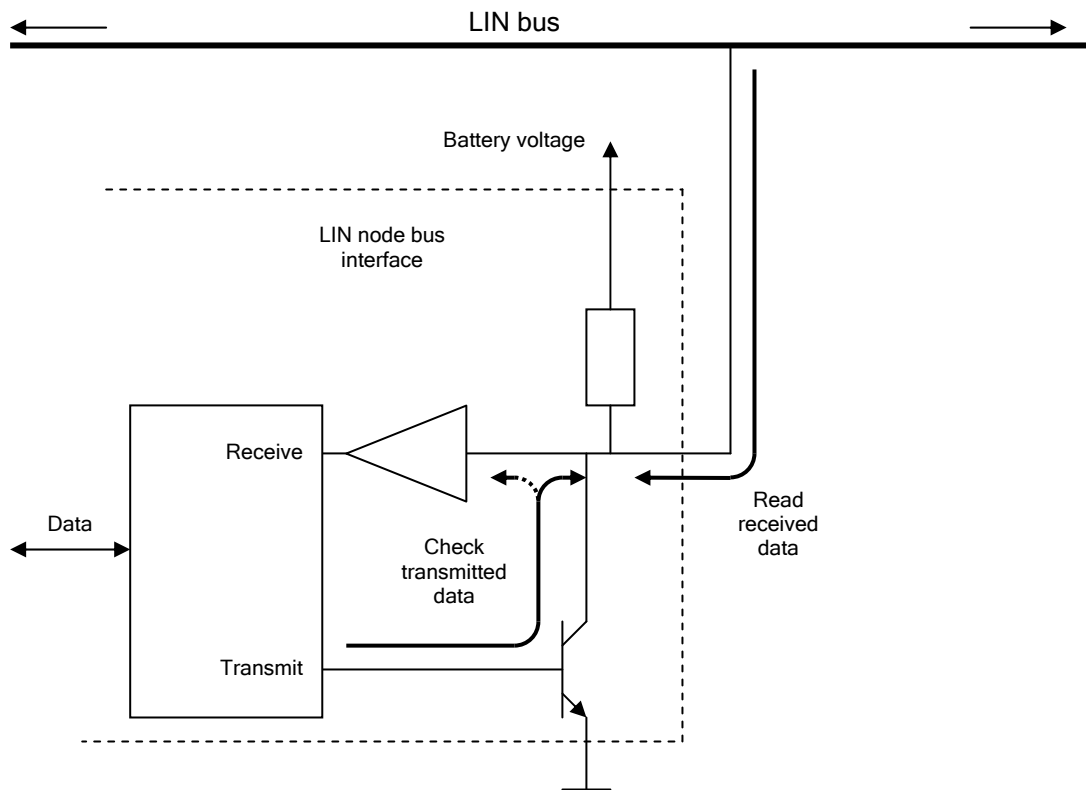 LIN bus
Battery voltage
LIN node bus
interface
Receive
Data
Check
transmitted
data
Read
received
data
Transmit